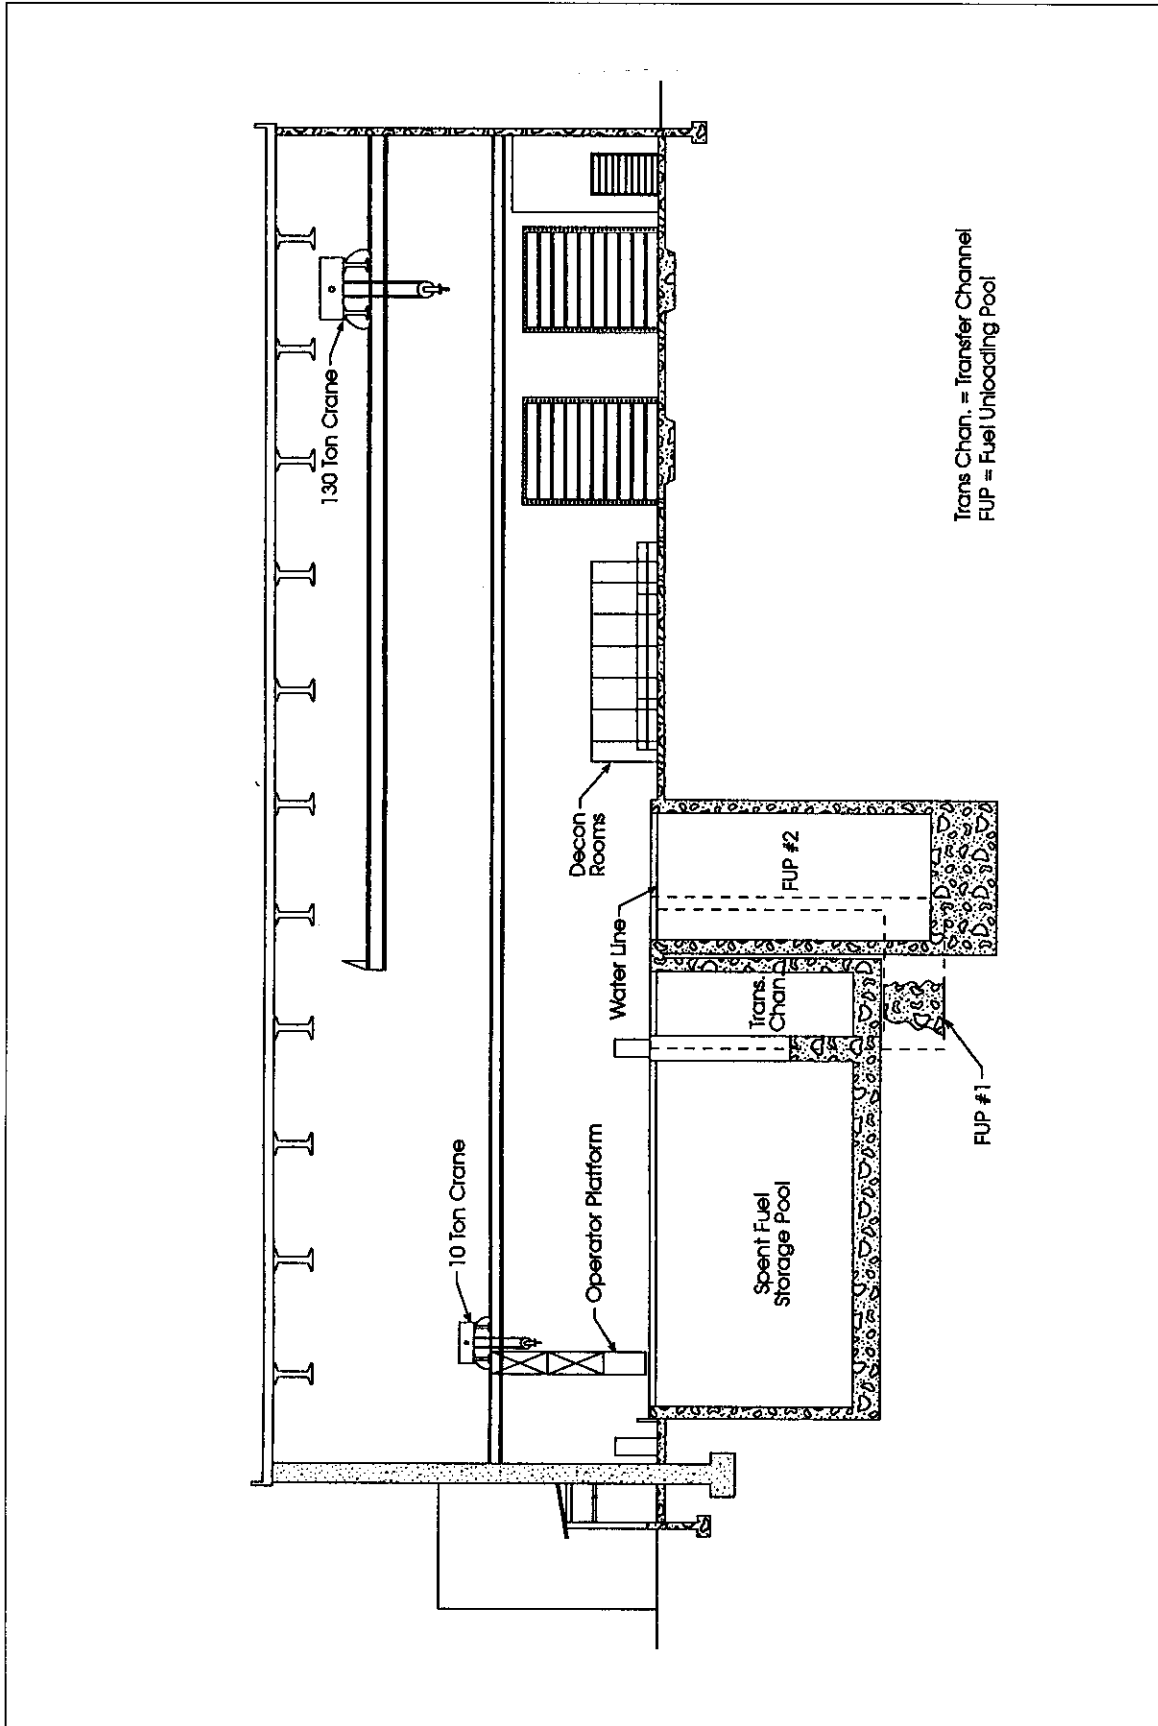 130 Ton Crane
10 Ton Crane
Operator Platform
Water Line
Decon
Rooms
Spent Fuel
Storage Pool
Trans.
Chan.
FUP #2
FUP #1
Trans Chan. = Transfer Channel
FUP = Fuel Unloading Pool